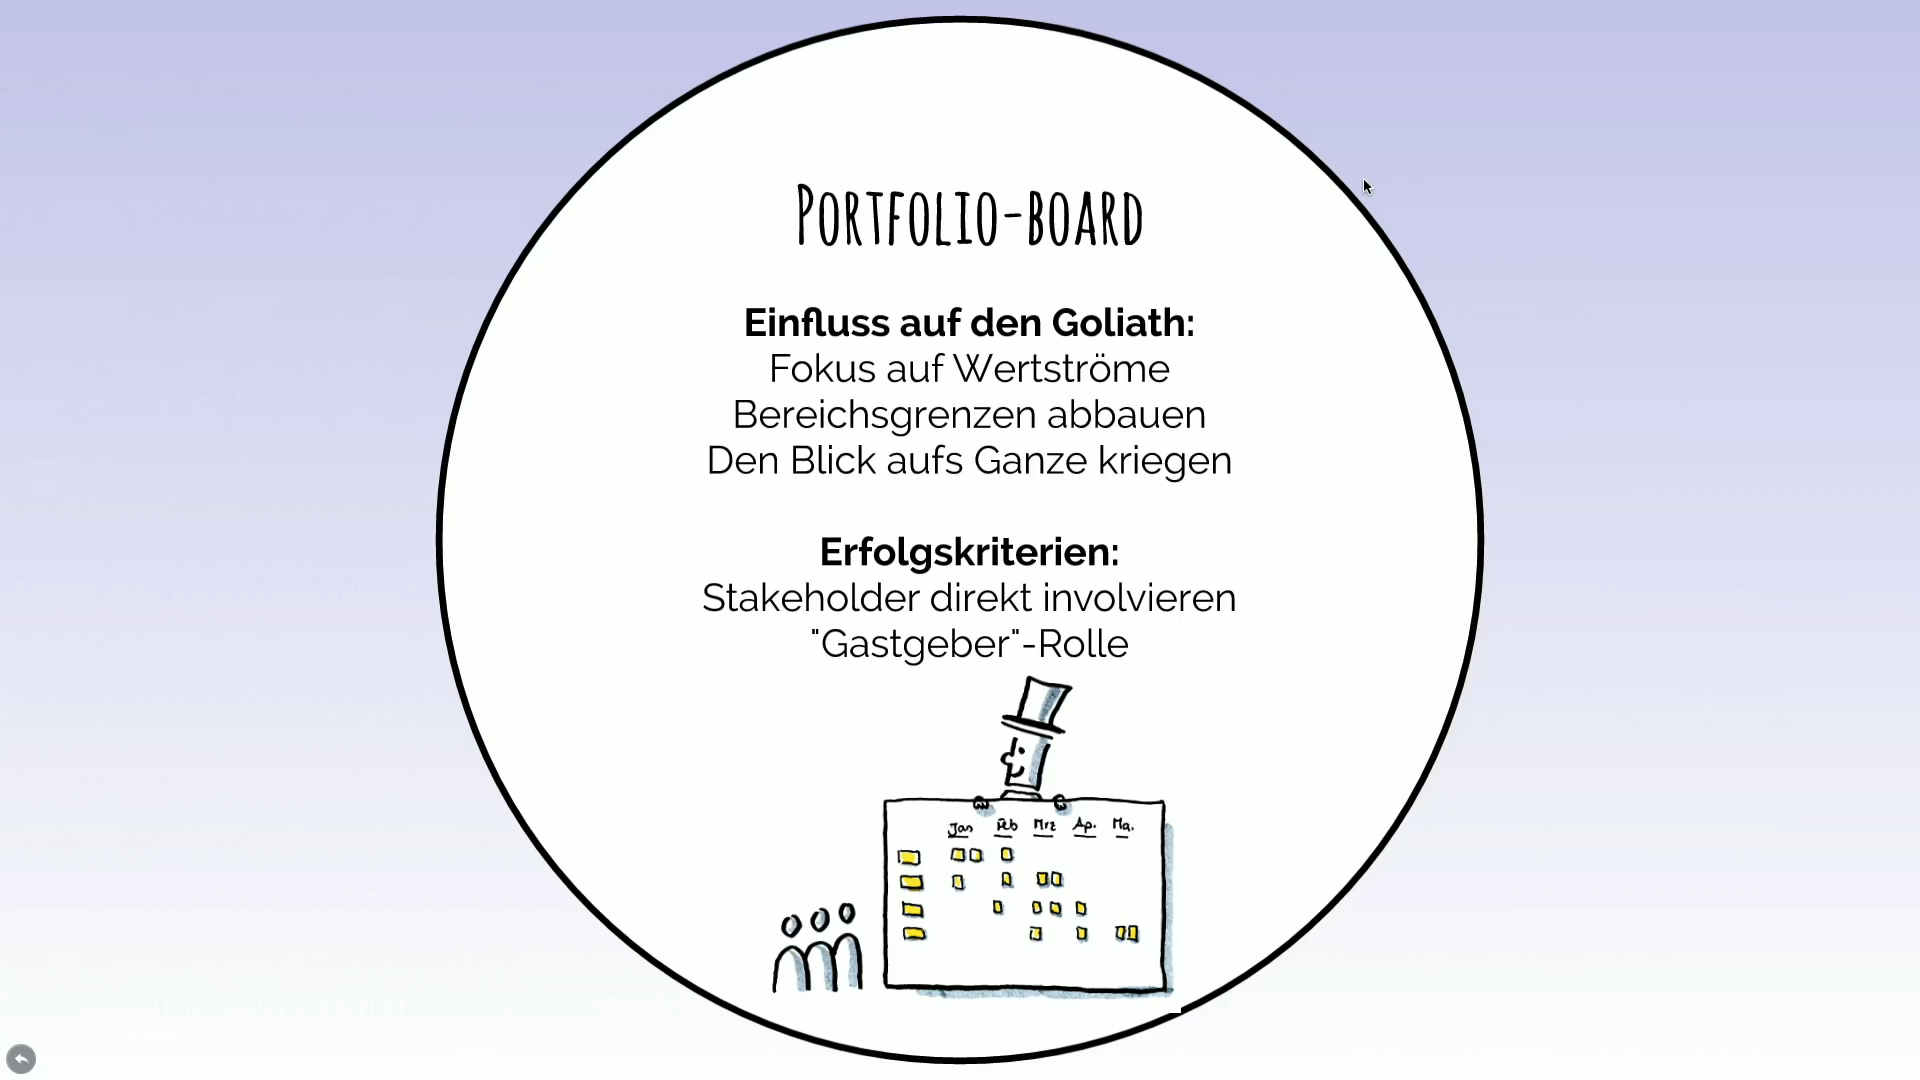 PORTFOLIO-BOARD
Einfluss auf den Goliath:
Fokus auf Wertströme
Bereichsgrenzen abbauen
Den Blick aufs Ganze kriegen
Erfolgskriterien:
Stakeholder direkt involvieren
"Gastgeber"-Rolle
Jan Feb Mrz Ap. Ma.